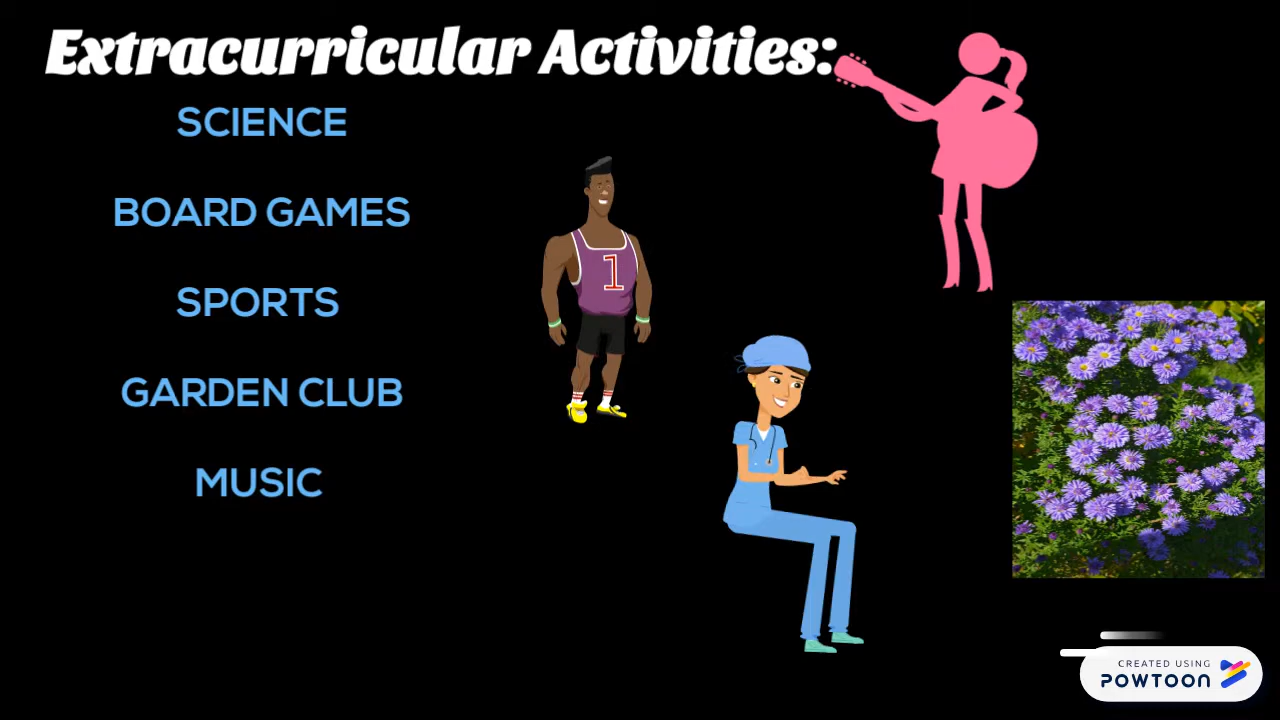 Extracurricular Activities:
SCIENCE
BOARD GAMES
SPORTS
GARDEN CLUB
MUSIC
1
CREATED USING
POWTOON